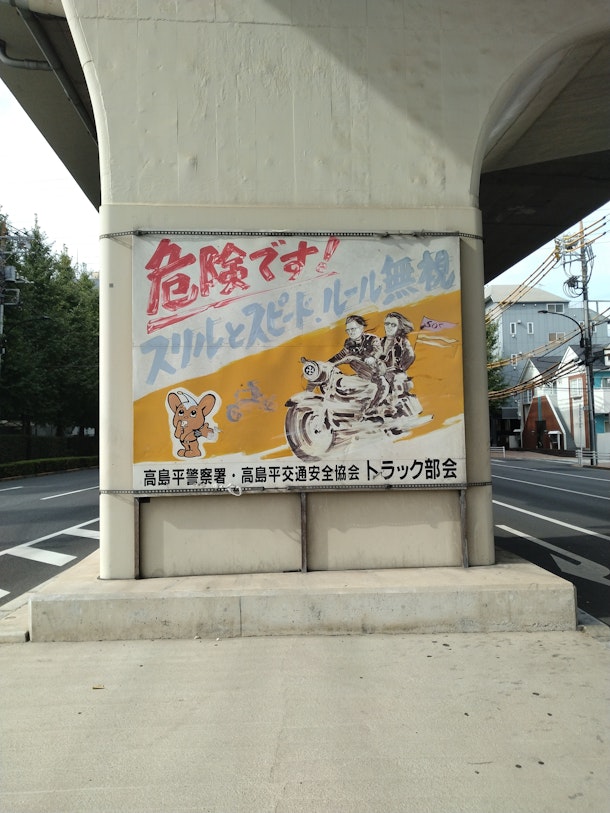 危険です!
スリルとスピード、ルール無視
SOS
高島平警察署・高島平交通安全協会 トラック部会